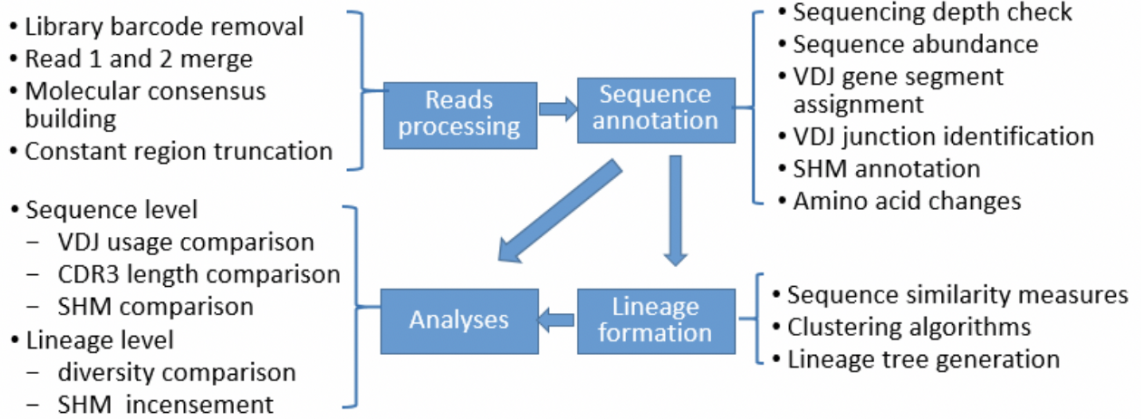 • Library barcode removal
• Read 1 and 2 merge
• Molecular consensus
building
• Constant region truncation
Reads
processing
Sequence
annotation
• Sequencing depth check
• Sequence abundance
• VDJ gene segment
assignment
• VDJ junction identification
• SHM annotation
• Amino acid changes
• Sequence level
– VDJ usage comparison
– CDR3 length comparison
– SHM comparison
• Lineage level
– diversity comparison
– SHM incensement
Analyses
Lineage
formation
• Sequence similarity measures
• Clustering algorithms
• Lineage tree generation